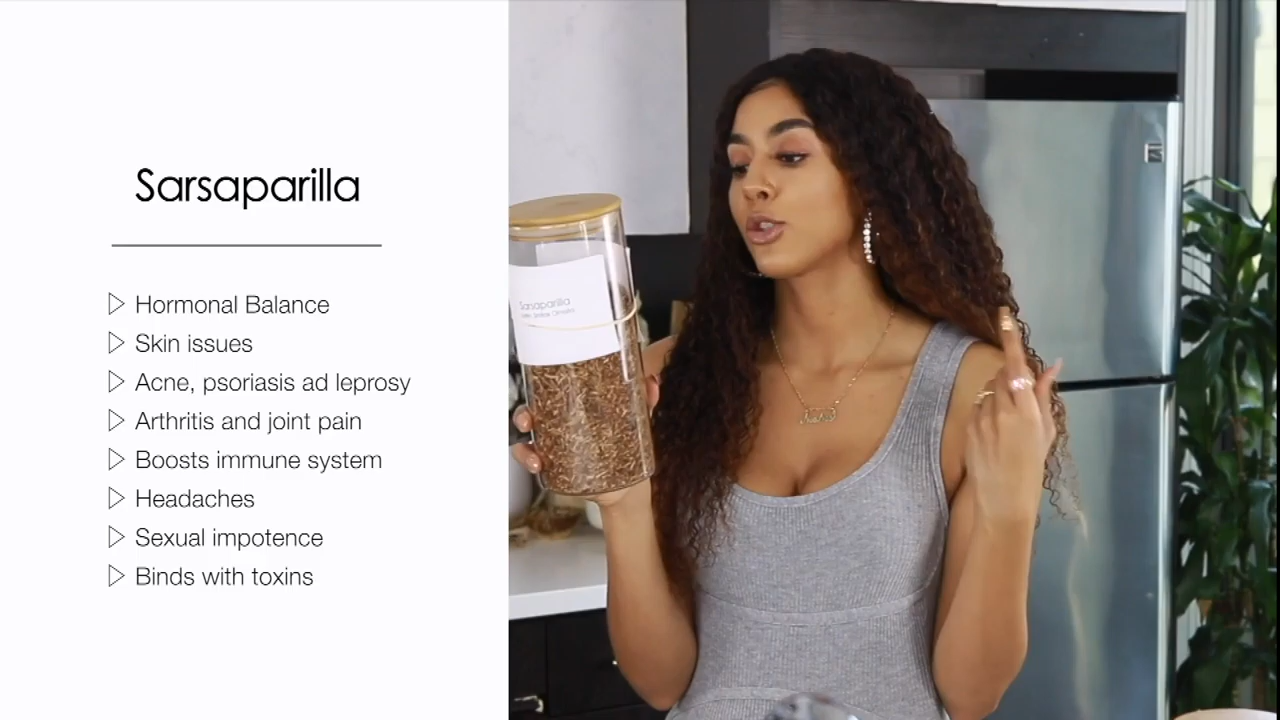 Sarsaparilla
Hormonal Balance
Skin issues
Acne, psoriasis ad leprosy
Arthritis and joint pain
Boosts immune system
Headaches
Sexual impotence
Binds with toxins
Sarsaparilla